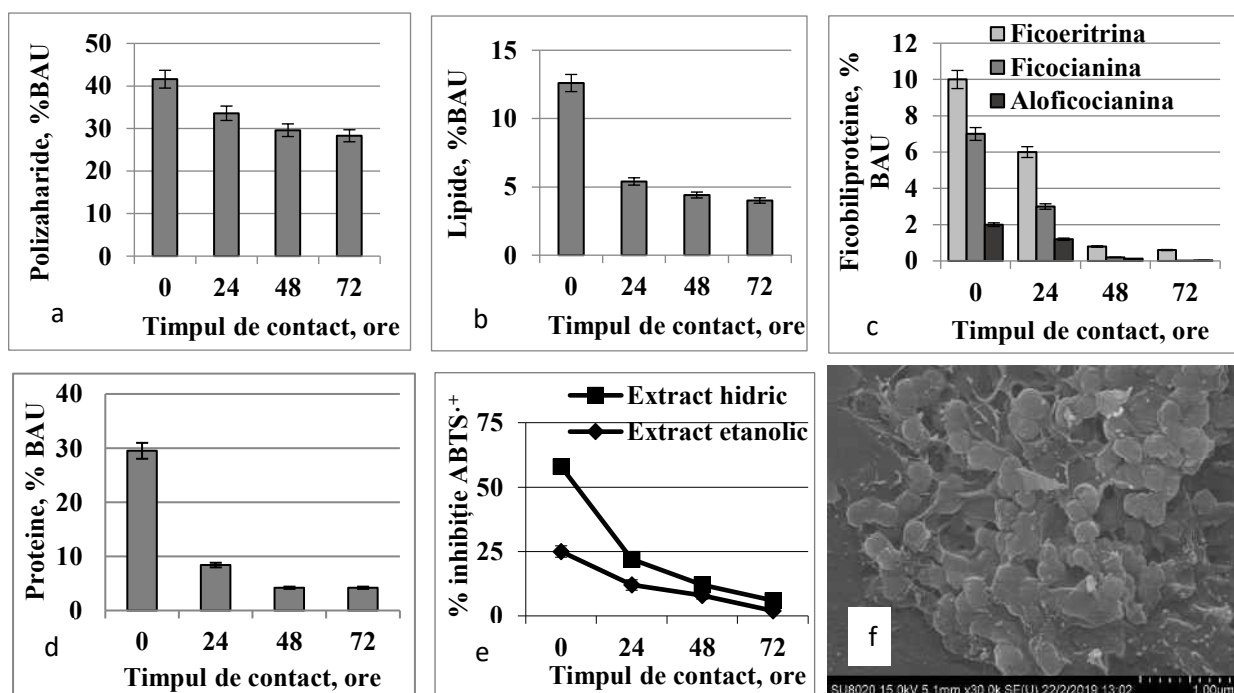 Polizaharide, %BAU
50
40
30
20
10
0
0 24 48 72
Timpul de contact, ore
a
Lipide, %BAU
15
10
5
0
0 24 48 72
Timpul de contact, ore
b
Ficobiliproteine, %
BAU
12
10
8
6
4
2
0
Ficoeritrina
Ficocianina
Aloficocianina
0 24 48 72
Timpul de contact, ore
c
Proteine, % BAU
40
30
20
10
0
0 24 48 72
Timpul de contact, ore
d
% inhibiție ABTS·+
75
50
25
0
Extract hidric
Extract etanolic
0 24 48 72
Timpul de contact, ore
e
f
SU8020 15.0kV 5.1mm x30.0k SE(U) 22/2/2019 13:02 1.00um